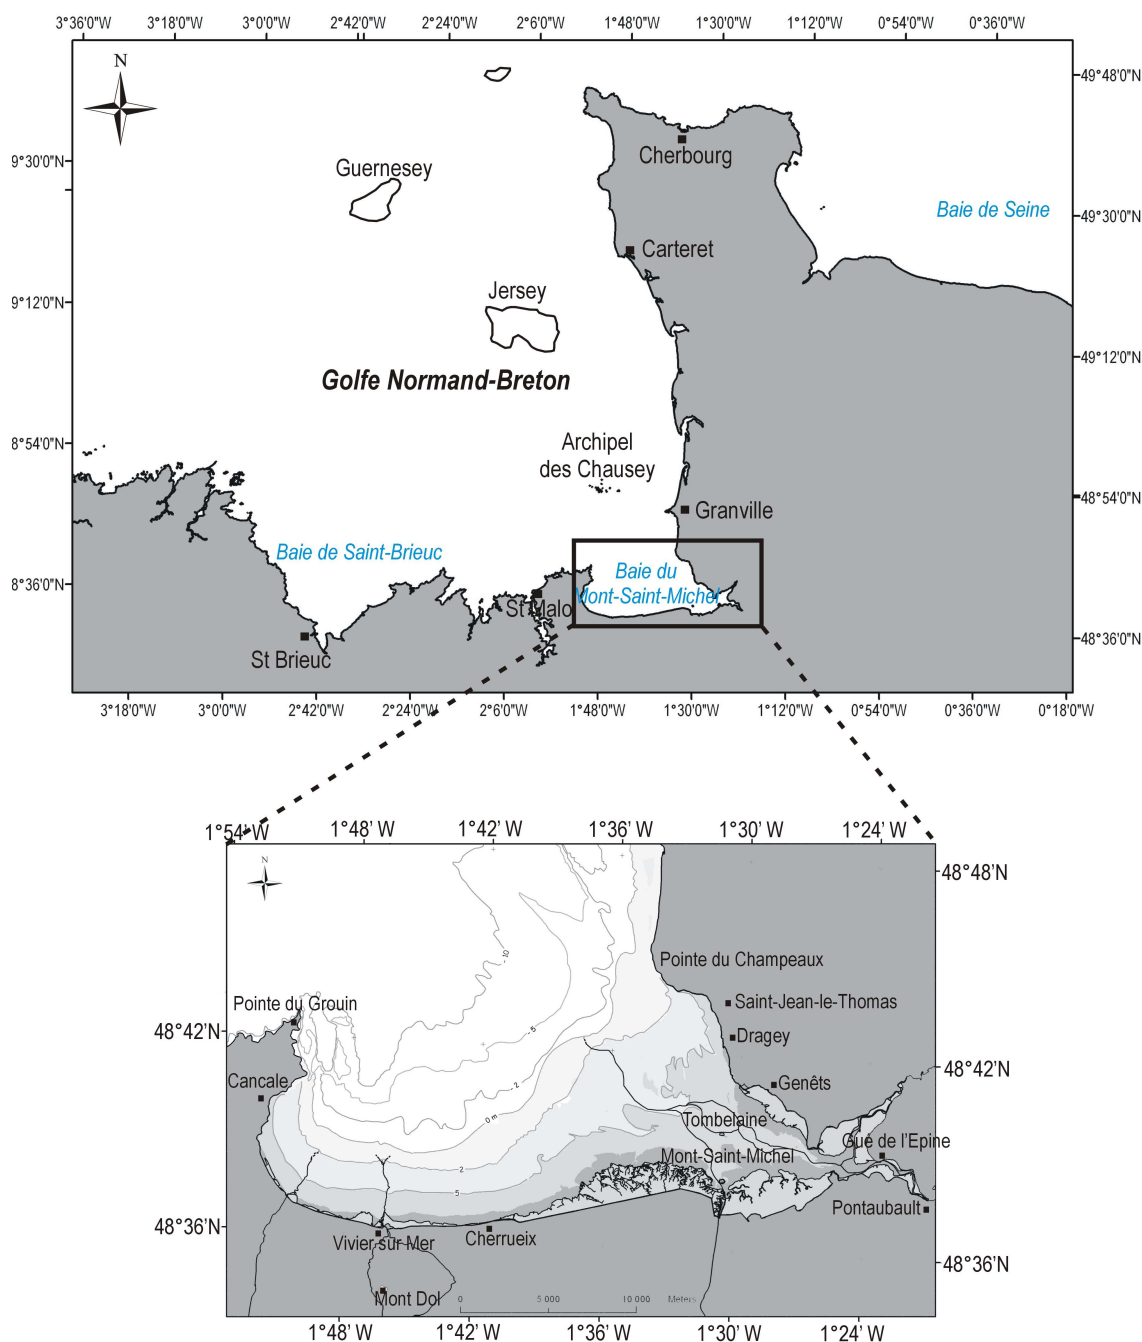 3°36'0"W 3°18'0"W 3°00'0"W 2°42'0"W 2°24'0"W 2°6'0"W 1°48'0"W 1°30'0"W 1°12'0"W 0°54'0"W 0°36'0"W
N
49°48'0"N
Cherbourg
9°30'0"N
Guernesey
Baie de Seine
49°30'0"N
Carteret
Jersey
9°12'0"N
49°12'0"N
Golfe Normand-Breton
8°54'0"N
Archipel
des Chausey
48°54'0"N
Granville
Baie de Saint-Brieuc
8°36'0"N
Baie du
Mont-Saint-Michel
St Malo
48°36'0"N
St Brieuc
3°18'0"W 3°00'0"W 2°42'0"W 2°24'0"W 2°6'0"W 1°48'0"W 1°30'0"W 1°12'0"W 0°54'0"W 0°36'0"W 0°18'0"W
1°54'W 1°48'W 1°42'W 1°36'W 1°30'W 1°24'W
N
48°48'N
-10
Pointe du Champeaux
Pointe du Grouin
Saint-Jean-le-Thomas
48°42'N
-5
Dragey
48°42'N
Cancale
-2
Genêts
0 m
Tombelaine
Gué de l'Epine
Mont-Saint-Michel
2
5
Pontaubault
48°36'N
Vivier sur Mer
Cherrueix
48°36'N
Mont Dol
0 5 000 10 000 Meters
1°48'W 1°42'W 1°36'W 1°30'W 1°24'W